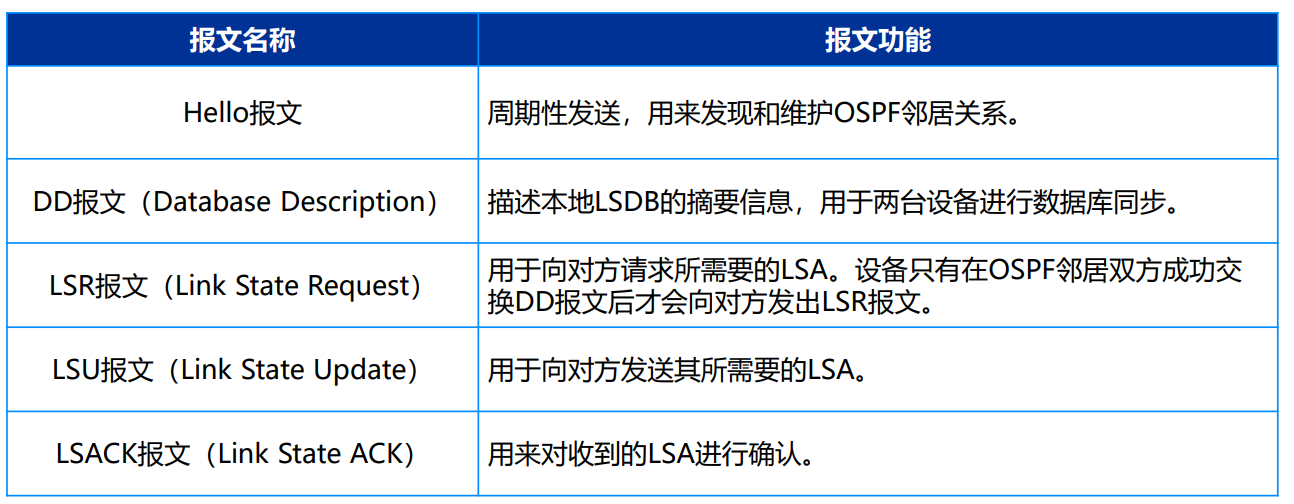 报文名称
报文功能
Hello报文
周期性发送，用来发现和维护OSPF邻居关系。
DD报文（Database Description）
描述本地LSDB的摘要信息，用于两台设备进行数据库同步。
LSR报文（Link State Request）
用于向对方请求所需要的LSA。设备只有在OSPF邻居双方成功交
换DD报文后才会向对方发出LSR报文。
LSU报文（Link State Update）
用于向对方发送其所需要的LSA。
LSACK报文（Link State ACK）
用来对收到的LSA进行确认。